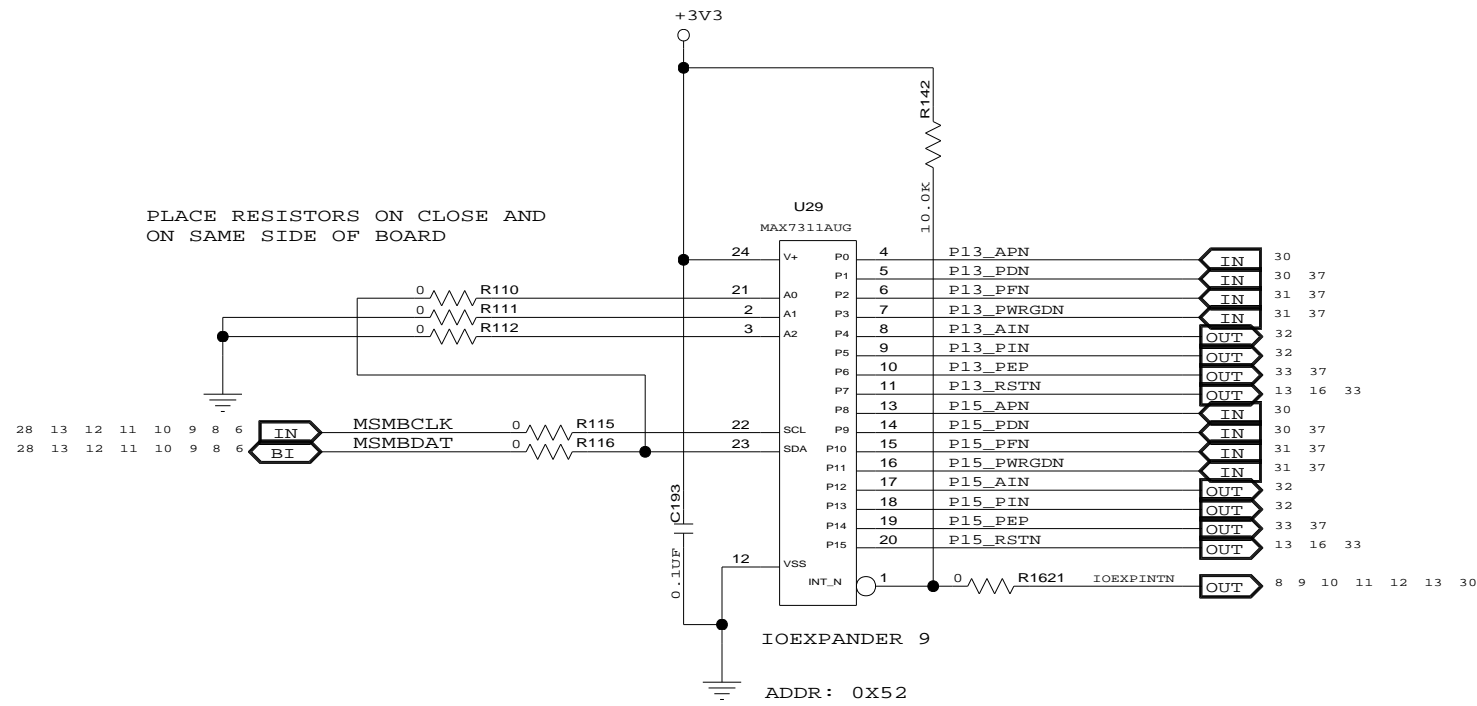 +3V3
R142
10.0K
PLACE RESISTORS ON CLOSE AND
ON SAME SIDE OF BOARD
U29
MAX7311AUG
24 V+ P0 4 P13_APN IN 30
P1 5 P13_PDN IN 30 37
0 R110 21 A0 P2 6 P13_PFN IN 31 37
0 R111 2 A1 P3 7 P13_PWRGDN IN 31 37
0 R112 3 A2 P4 8 P13_AIN OUT 32
P5 9 P13_PIN OUT 32
P6 10 P13_PEP OUT 33 37
P7 11 P13_RSTN OUT 13 16 33
P8 13 P15_APN IN 30
28 13 12 11 10 9 8 6 IN MSMBCLK 0 R115 22 SCL P9 14 P15_PDN IN 30 37
28 13 12 11 10 9 8 6 BI MSMBDAT 0 R116 23 SDA P10 15 P15_PFN IN 31 37
P11 16 P15_PWRGDN IN 31 37
P12 17 P15_AIN OUT 32
P13 18 P15_PIN OUT 32
C193
0.1UF
P14 19 P15_PEP OUT 33 37
P15 20 P15_RSTN OUT 13 16 33
12 VSS
INT_N 1 0 R1621 IOEXPINTN OUT 8 9 10 11 12 13 30
IOEXPANDER 9
ADDR: 0X52